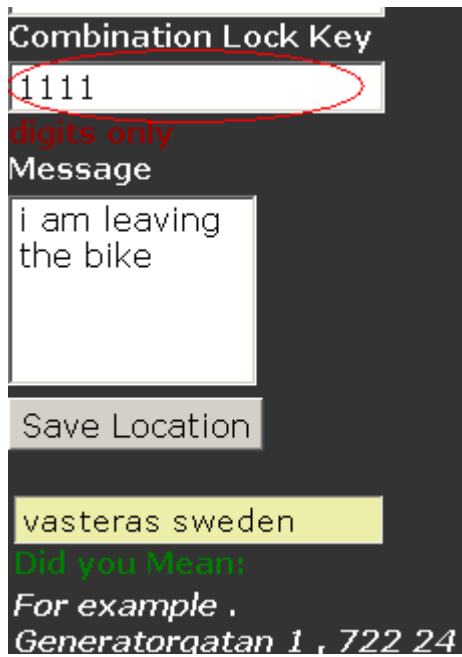 Combination Lock Key
1111
digits only
Message
i am leaving
the bike
Save Location
vasteras sweden
Did you Mean:
For example .
Generatorgatan 1 , 722 24